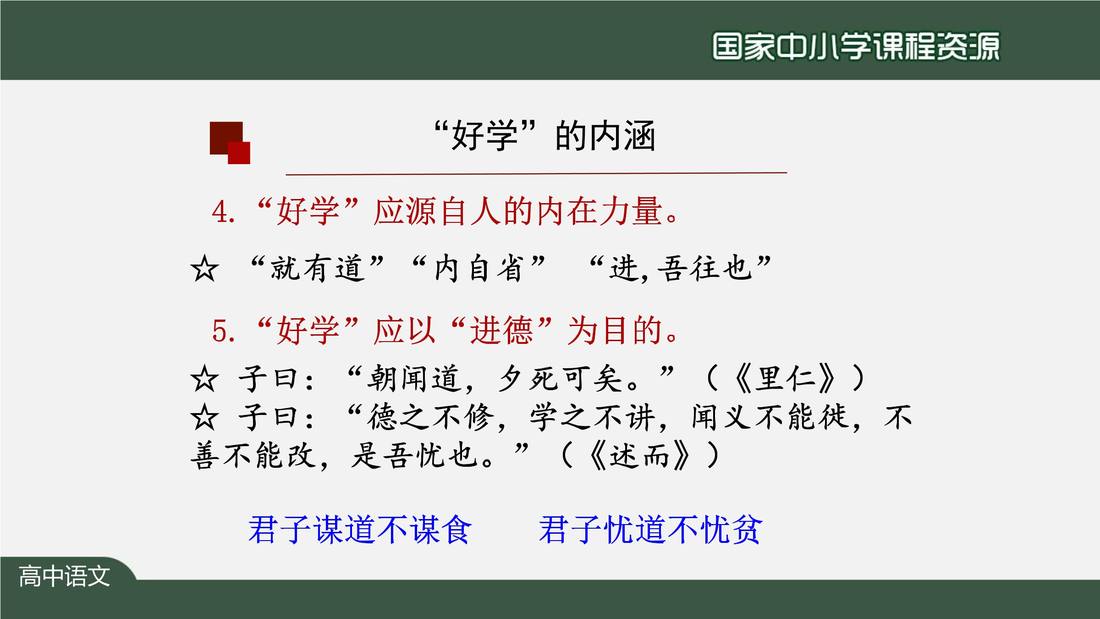 国家中小学课程资源
“好学”的内涵
4.“好学”应源自人的内在力量。
☆ “就有道”“内自省” “进,吾往也”
5.“好学”应以“进德”为目的。
☆ 子曰：“朝闻道，夕死可矣。”（《里仁》）
☆ 子曰：“德之不修，学之不讲，闻义不能徙，不
善不能改，是吾忧也。”（《述而》）
君子谋道不谋食 君子忧道不忧贫
高中语文